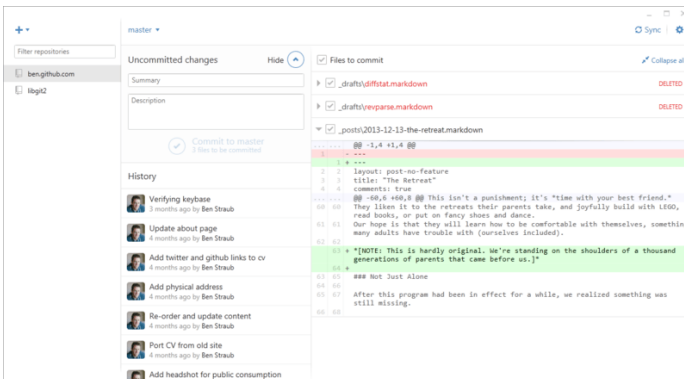 master
Sync
Filter repositories
ben.github.com
libgit2
Uncommitted changes
Hide
Summary
Description
Commit to master
3 files to be committed
History
Verifying keybase
3 months ago by Ben Straub
Update about page
4 months ago by Ben Straub
Add twitter and github links to cv
4 months ago by Ben Straub
Add physical address
4 months ago by Ben Straub
Re-order and update content
4 months ago by Ben Straub
Port CV from old site
4 months ago by Ben Straub
Add headshot for public consumption
Files to commit
Collapse al
_drafts\diffstat.markdown
DELETED
_drafts\revparse.markdown
DELETED
_posts\2013-12-13-the-retreat.markdown
... ... @@ -1,4 +1,4 @@
1 - ---
1 + ---
2 2 layout: post-no-feature
3 3 title: "The Retreat"
4 4 comments: true
... ... @@ -60,6 +60,8 @@ This isn't a punishment; it's "time with your best friend."
60 60 They liken it to the retreats their parents take, and joyfully build with LEGO,
read books, or put on fancy shoes and dance.
61 61 Our hope is that they will learn how to be comfortable with themselves, somethin
many adults have trouble with (ourselves included).
62 62
63 + *[NOTE: This is hardly original. We're standing on the shoulders of a thousand
generations of parents that came before us.]*
64 +
63 65 ### Not Just Alone
64 66
65 67 After this program had been in effect for a while, we realized something was
still missing.
66 68